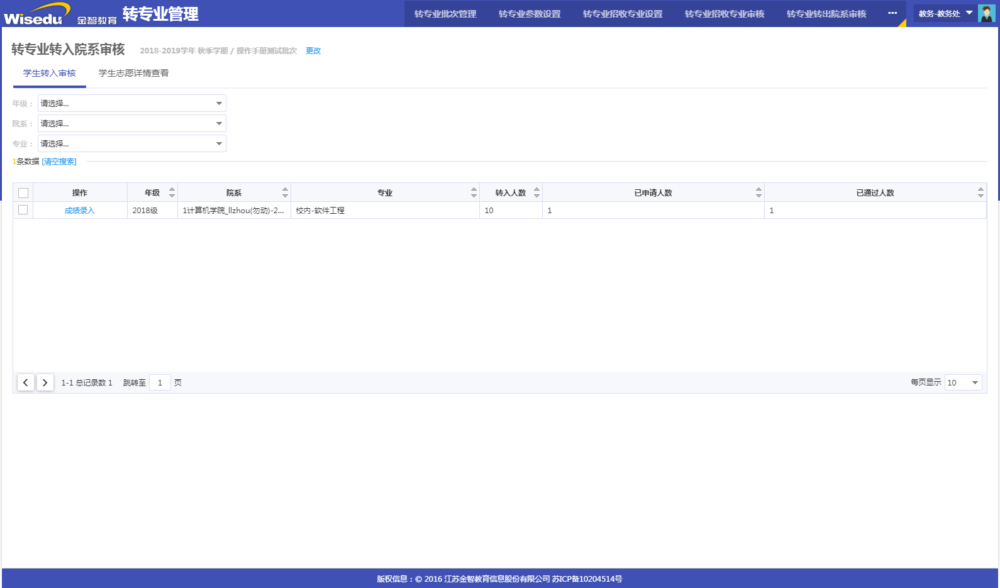 Wisedu 金智教育 转专业管理 转专业批次管理 转专业参数设置 转专业招收专业设置 转专业招收专业审核 转专业转出院系审核 ••• 教务-教务处
转专业转入院系审核 2018-2019学年 秋季学期 / 操作手册测试批次 更改
学生转入审核 学生志愿详情查看
年级： 请选择...
院系： 请选择...
专业： 请选择...
1条数据 [清空搜索]
操作 年级 院系 专业 转入人数 已申请人数 已通过人数
成绩录入 2018级 1计算机学院_llzhou(勿动)-2... 校内-软件工程 10 1 1
1-1 总记录数 1 跳转至 1 页 每页显示 10
版权信息：© 2016 江苏金智教育信息股份有限公司 苏ICP备10204514号